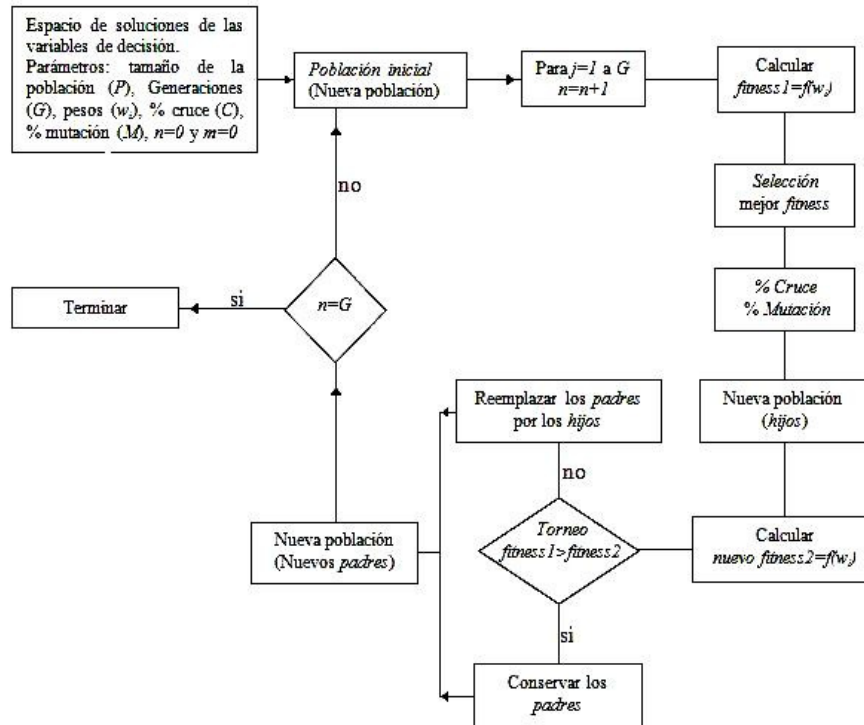 Espacio de soluciones de las
variables de decisión.
Parámetros: tamaño de la
población (P), Generaciones
(G), pesos (wᵢ), % cruce (C),
% mutación (M), n=0 y m=0
Población inicial
(Nueva población)
Para j=1 a G
n=n+1
Calcular
fitness1=f(wᵢ)
Selección
mejor fitness
% Cruce
% Mutación
Nueva población
(hijos)
Calcular
nuevo fitness2=f(wᵢ)
Torneo
fitness1>fitness2
no
Reemplazar los padres
por los hijos
si
Conservar los
padres
Nueva población
(Nuevos padres)
n=G
no
si
Terminar